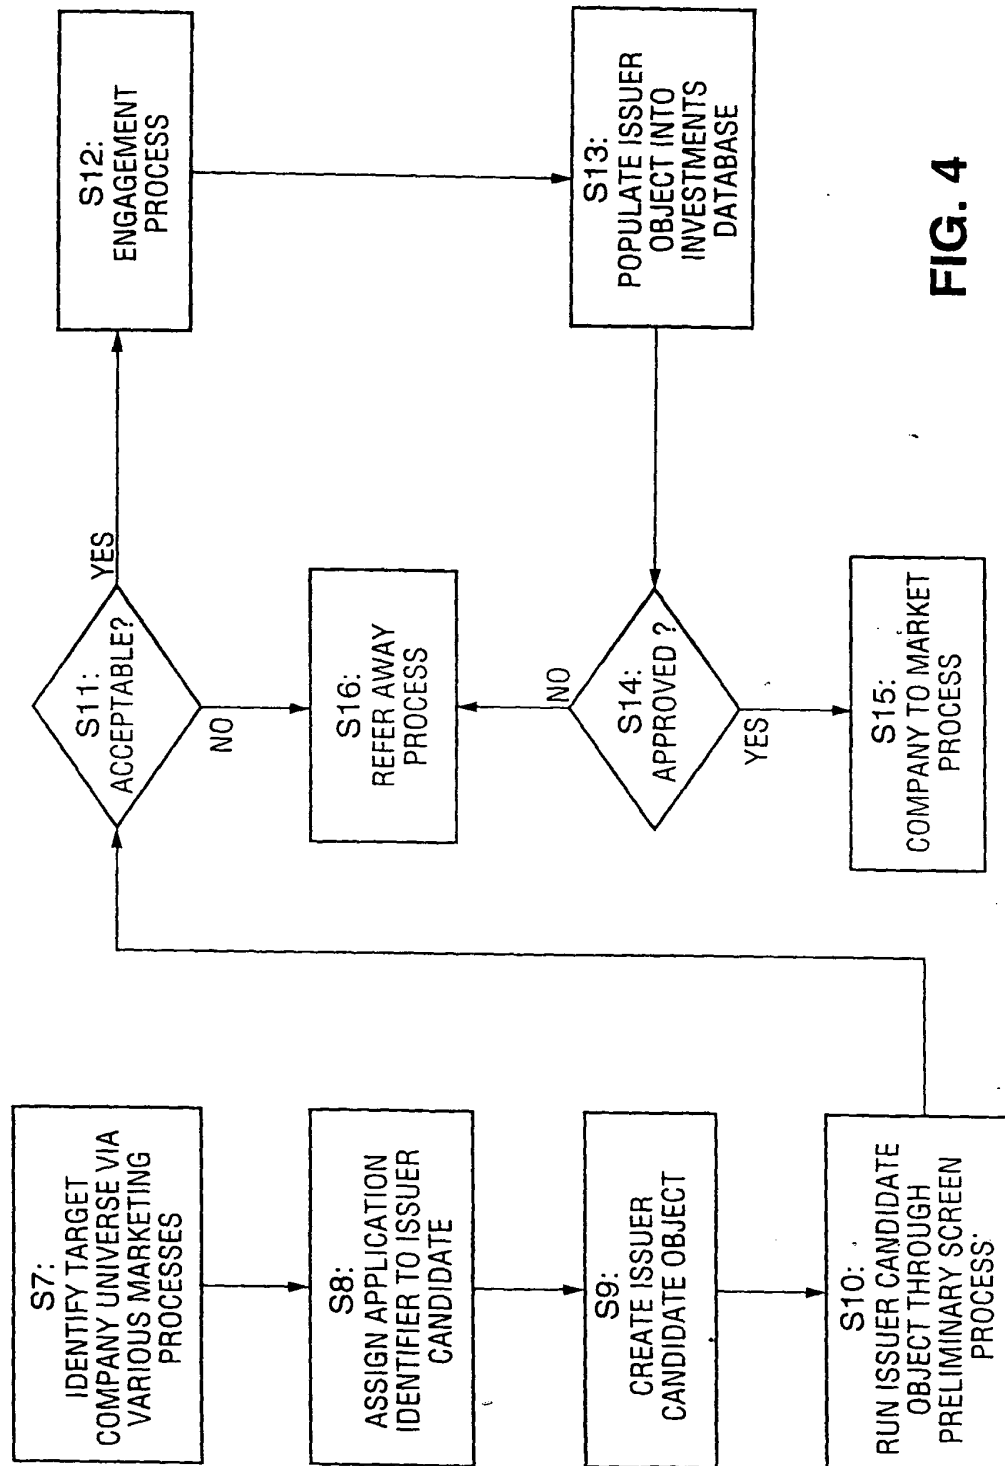 S7:
IDENTIFY TARGET
COMPANY UNIVERSE VIA
VARIOUS MARKETING
PROCESSES
S8:
ASSIGN APPLICATION
IDENTIFIER TO ISSUER
CANDIDATE
S9:
CREATE ISSUER
CANDIDATE OBJECT
S10:
RUN ISSUER CANDIDATE
OBJECT THROUGH
PRELIMINARY SCREEN
PROCESS
S11:
ACCEPTABLE?
YES
NO
S12:
ENGAGEMENT
PROCESS
S16:
REFER AWAY
PROCESS
S13:
POPULATE ISSUER
OBJECT INTO
INVESTMENTS
DATABASE
S14:
APPROVED ?
NO
YES
S15:
COMPANY TO MARKET
PROCESS
FIG. 4